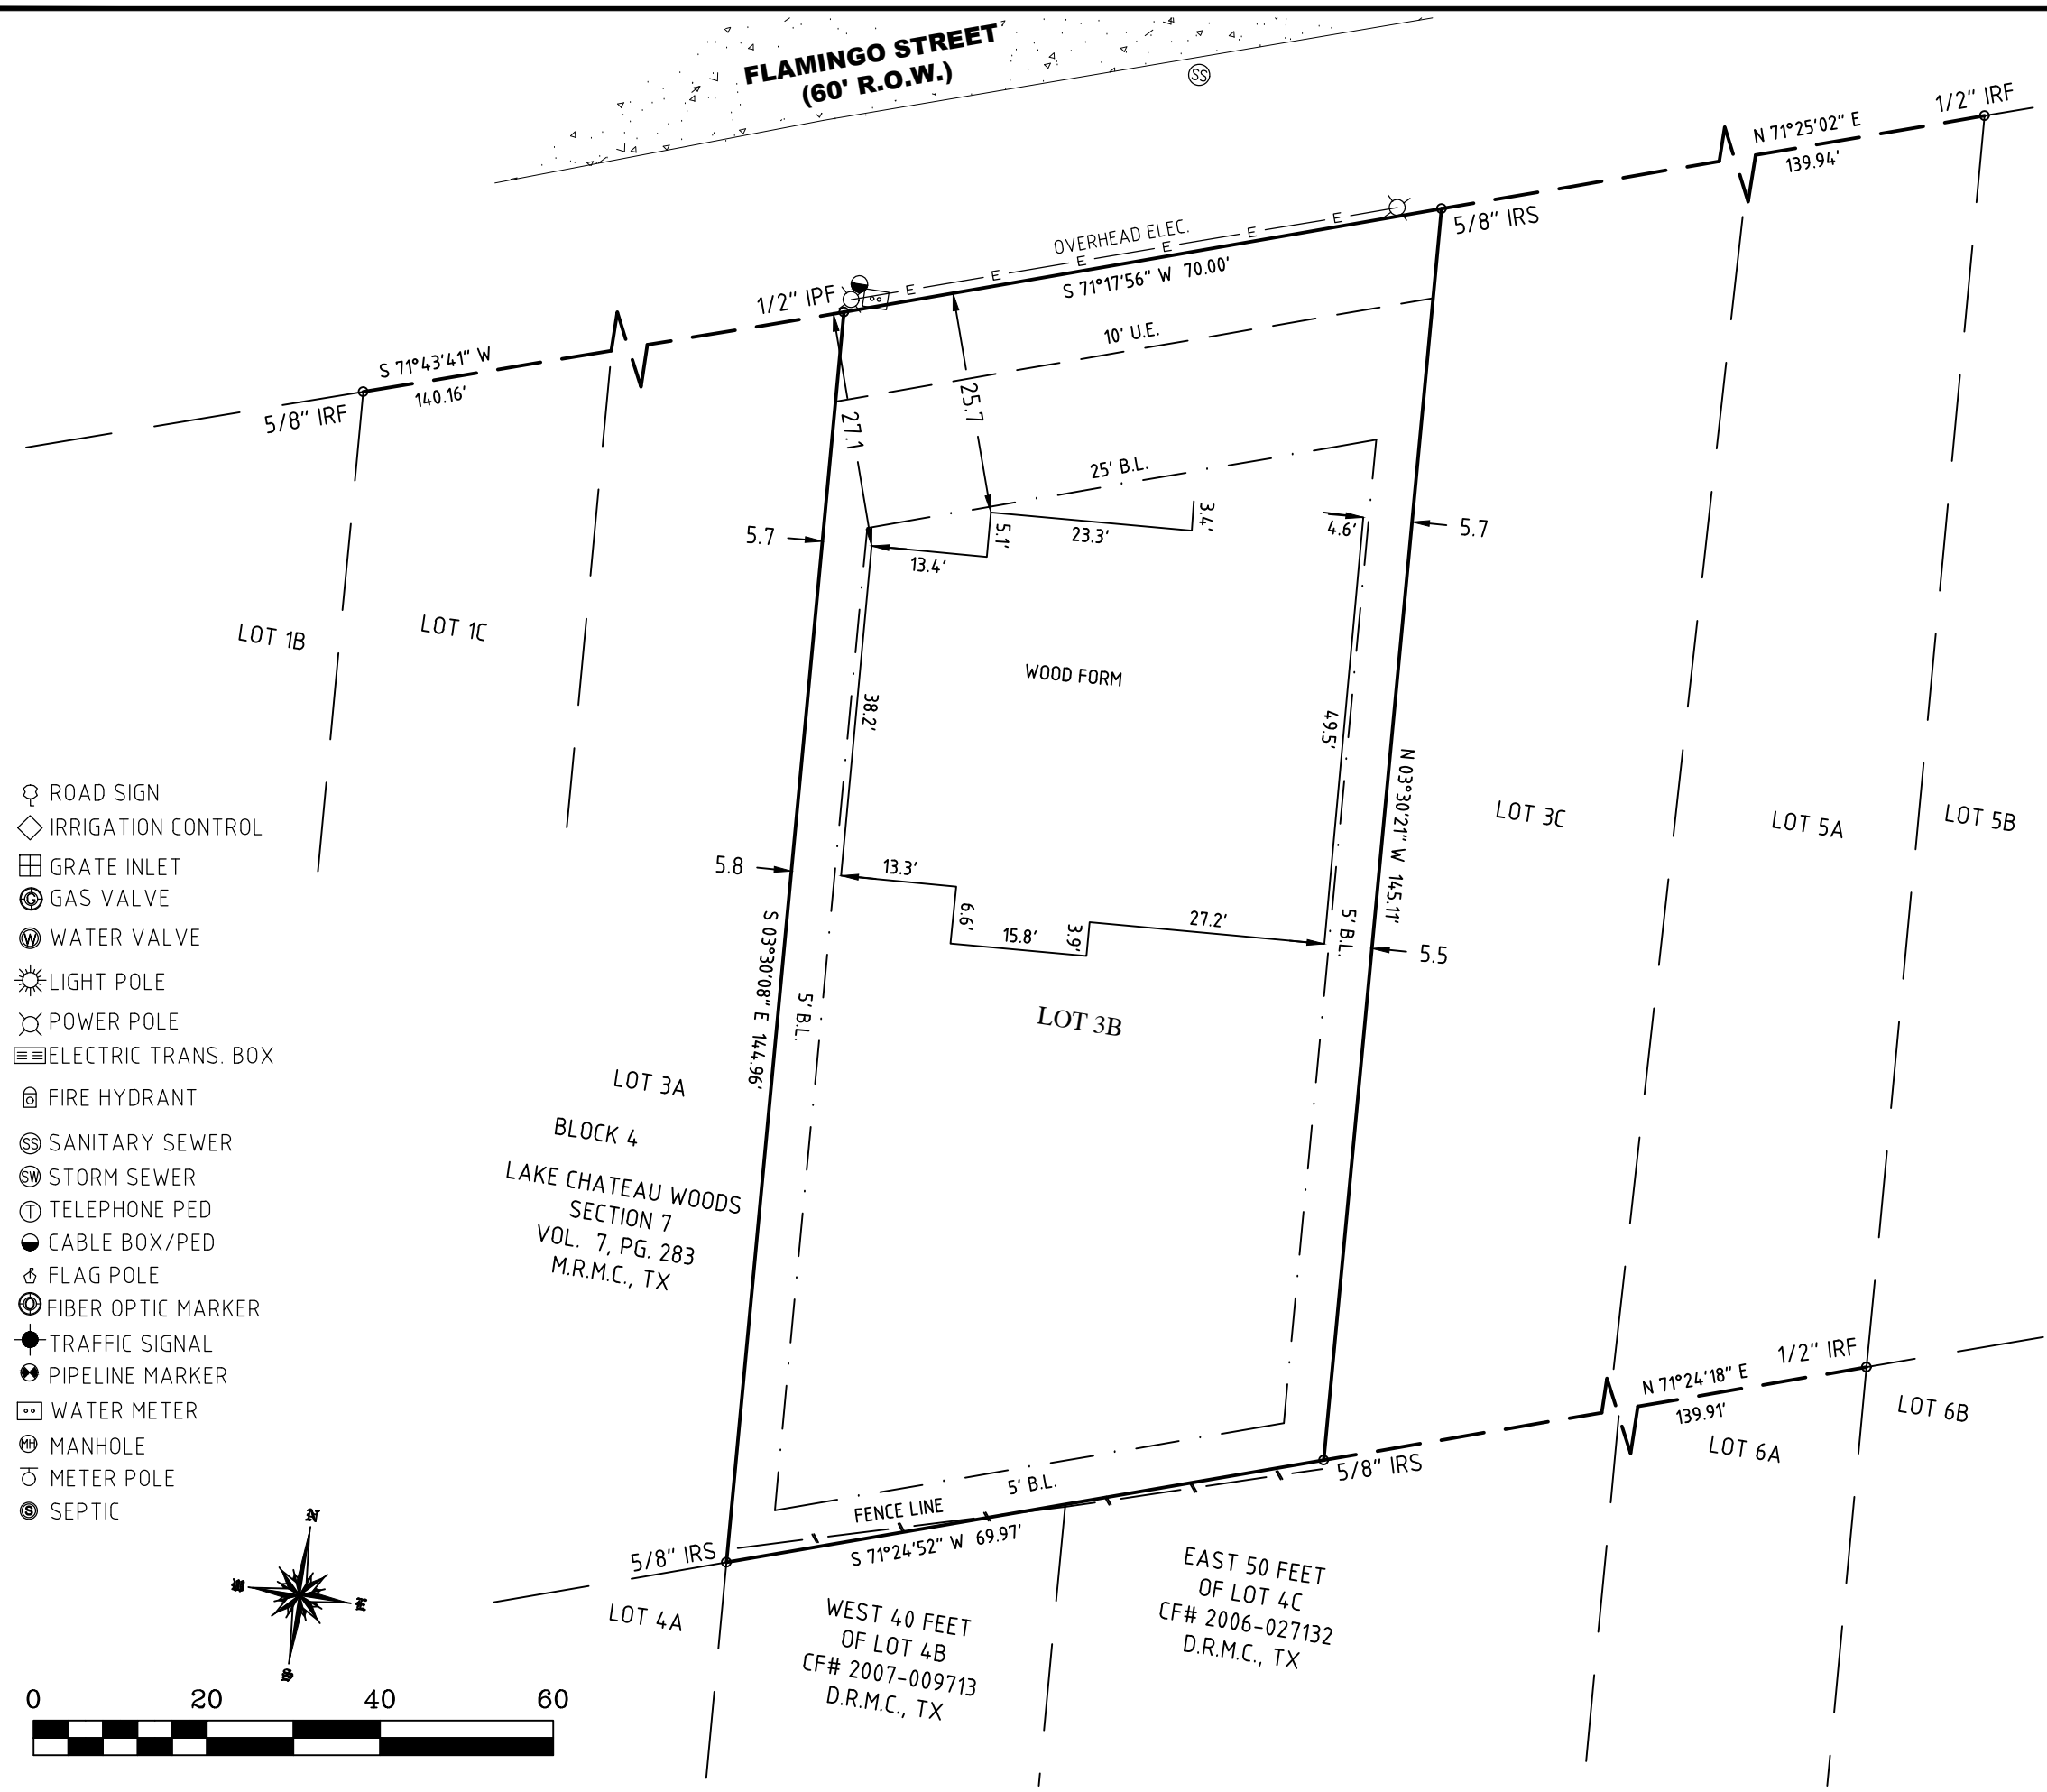 FLAMINGO STREET
(60' R.O.W.)
SS
1/2" IRF
N 71°25'02" E
139.94'
5/8" IRS
OVERHEAD ELEC.
E E E E E E
S 71°17'56" W 70.00'
1/2" IPF
10' U.E.
S 71°43'41" W
140.16'
5/8" IRF
27.1
25.7
25' B.L.
5.7
13.4'
5.1'
23.3'
3.4'
4.6'
5.7
LOT 1B
LOT 1C
WOOD FORM
38.2'
49.5'
N 03°30'21" W 145.11'
LOT 3C
LOT 5A
LOT 5B
5.8
13.3'
6.6'
15.8'
3.9'
27.2'
5' B.L.
5.5
S 03°30'08" E 144.96'
5' B.L.
LOT 3B
LOT 3A
BLOCK 4
LAKE CHATEAU WOODS
SECTION 7
VOL. 7, PG. 283
M.R.M.C., TX
ROAD SIGN
IRRIGATION CONTROL
GRATE INLET
G GAS VALVE
W WATER VALVE
LIGHT POLE
POWER POLE
ELECTRIC TRANS. BOX
FIRE HYDRANT
SS SANITARY SEWER
SW STORM SEWER
T TELEPHONE PED
CABLE BOX/PED
FLAG POLE
O FIBER OPTIC MARKER
TRAFFIC SIGNAL
PIPELINE MARKER
WATER METER
MH MANHOLE
METER POLE
S SEPTIC
1/2" IRF
N 71°24'18" E
139.91'
LOT 6A
LOT 6B
5/8" IRS
5' B.L.
FENCE LINE
S 71°24'52" W 69.97'
5/8" IRS
LOT 4A
WEST 40 FEET
OF LOT 4B
CF# 2007-009713
D.R.M.C., TX
EAST 50 FEET
OF LOT 4C
CF# 2006-027132
D.R.M.C., TX
N
W
E
S
0 20 40 60